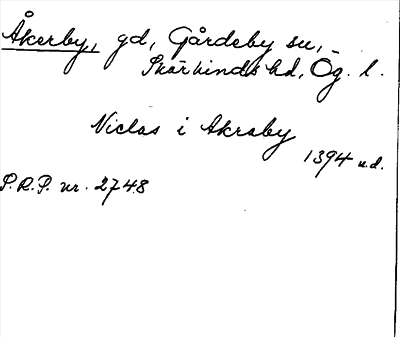 Åkerby, gd, Gårdeby sn,
Skärkinds hd, Ög. l.
Niclas i Akraby
1394 u.d.
S.R.P. nr. 2748